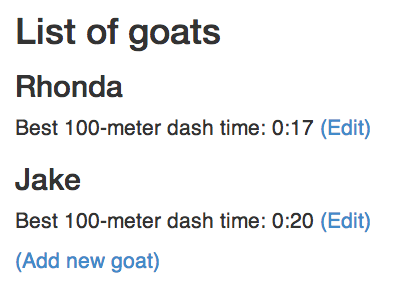 List of goats
Rhonda
Best 100-meter dash time: 0:17 (Edit)
Jake
Best 100-meter dash time: 0:20 (Edit)
(Add new goat)